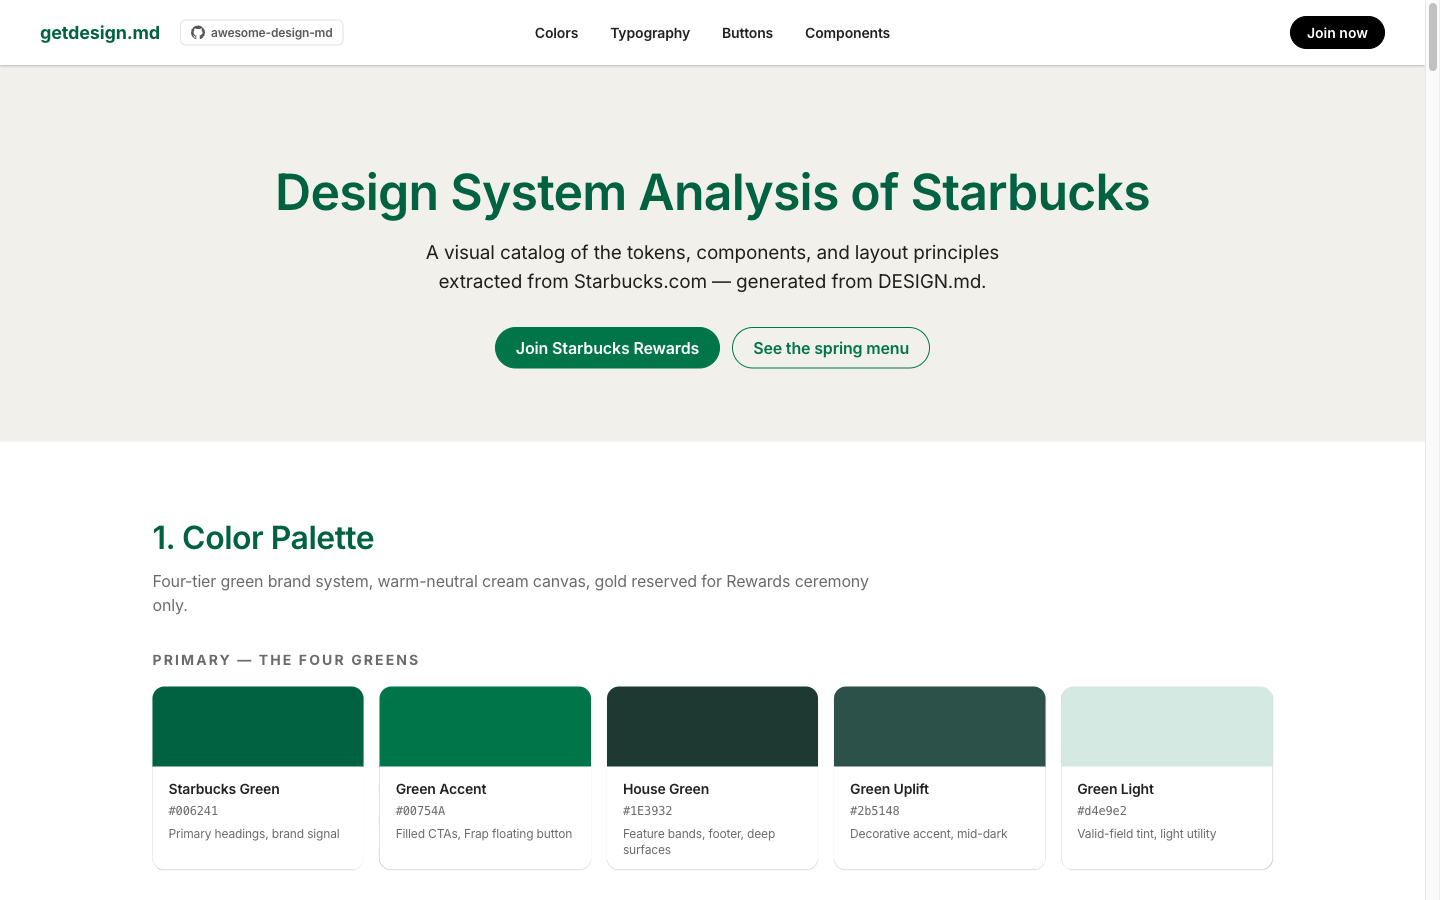 getdesign.md
awesome-design-md
Colors
Typography
Buttons
Components
Join now
Design System Analysis of Starbucks
A visual catalog of the tokens, components, and layout principles
extracted from Starbucks.com — generated from DESIGN.md.
Join Starbucks Rewards
See the spring menu
1. Color Palette
Four-tier green brand system, warm-neutral cream canvas, gold reserved for Rewards ceremony
only.
PRIMARY — THE FOUR GREENS
Starbucks Green
#006241
Primary headings, brand signal
Green Accent
#00754A
Filled CTAs, Frap floating button
House Green
#1E3932
Feature bands, footer, deep
surfaces
Green Uplift
#2b5148
Decorative accent, mid-dark
Green Light
#d4e9e2
Valid-field tint, light utility